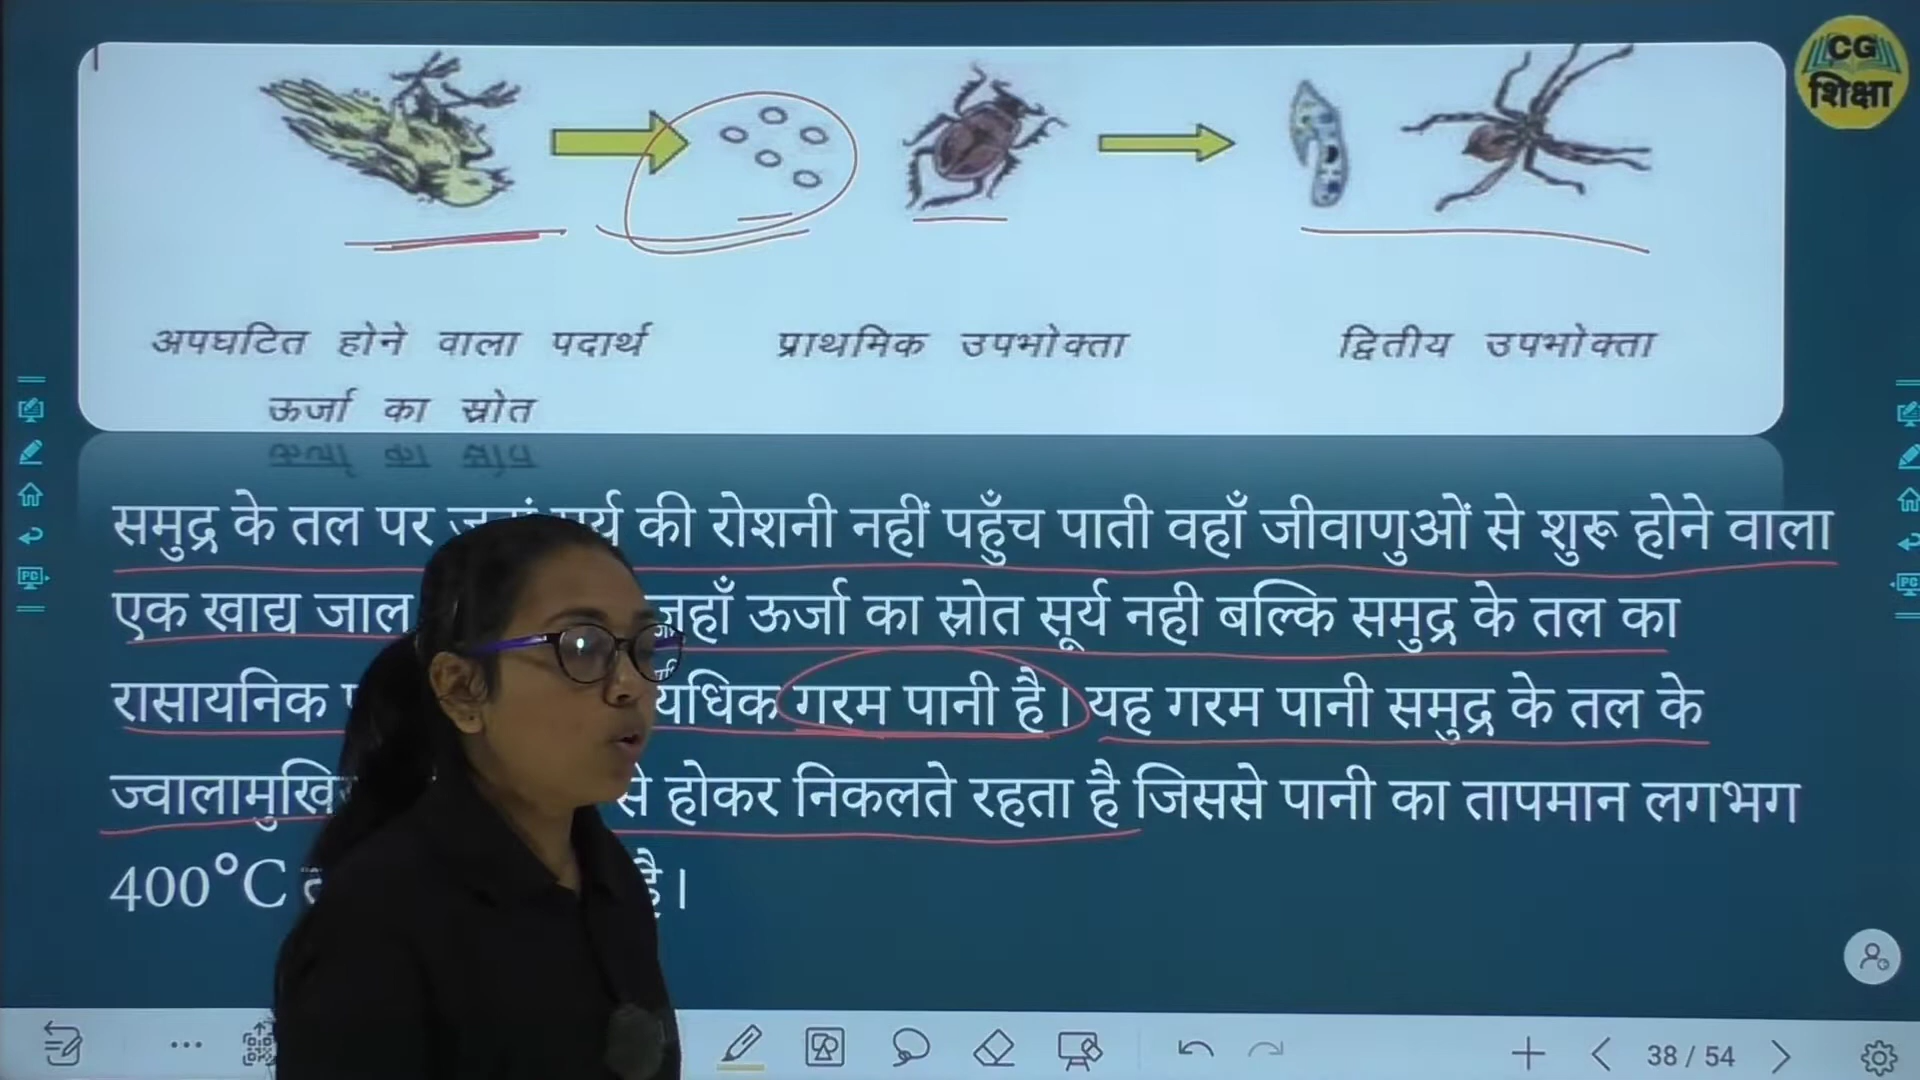 CG
शिक्षा
अपघटित होने वाला पदार्थ प्राथमिक उपभोक्ता द्वितीय उपभोक्ता
ऊर्जा का स्रोत
समुद्र के तल पर की रोशनी नहीं पहुँच पाती वहाँ जीवाणुओं से शुरू होने वाला
एक खाद्य जाल जहाँ ऊर्जा का स्रोत सूर्य नही बल्कि समुद्र के तल का
रासायनिक गरम पानी है। यह गरम पानी समुद्र के तल के
से होकर निकलते रहता है जिससे पानी का तापमान लगभग
400°C है।
38 / 54